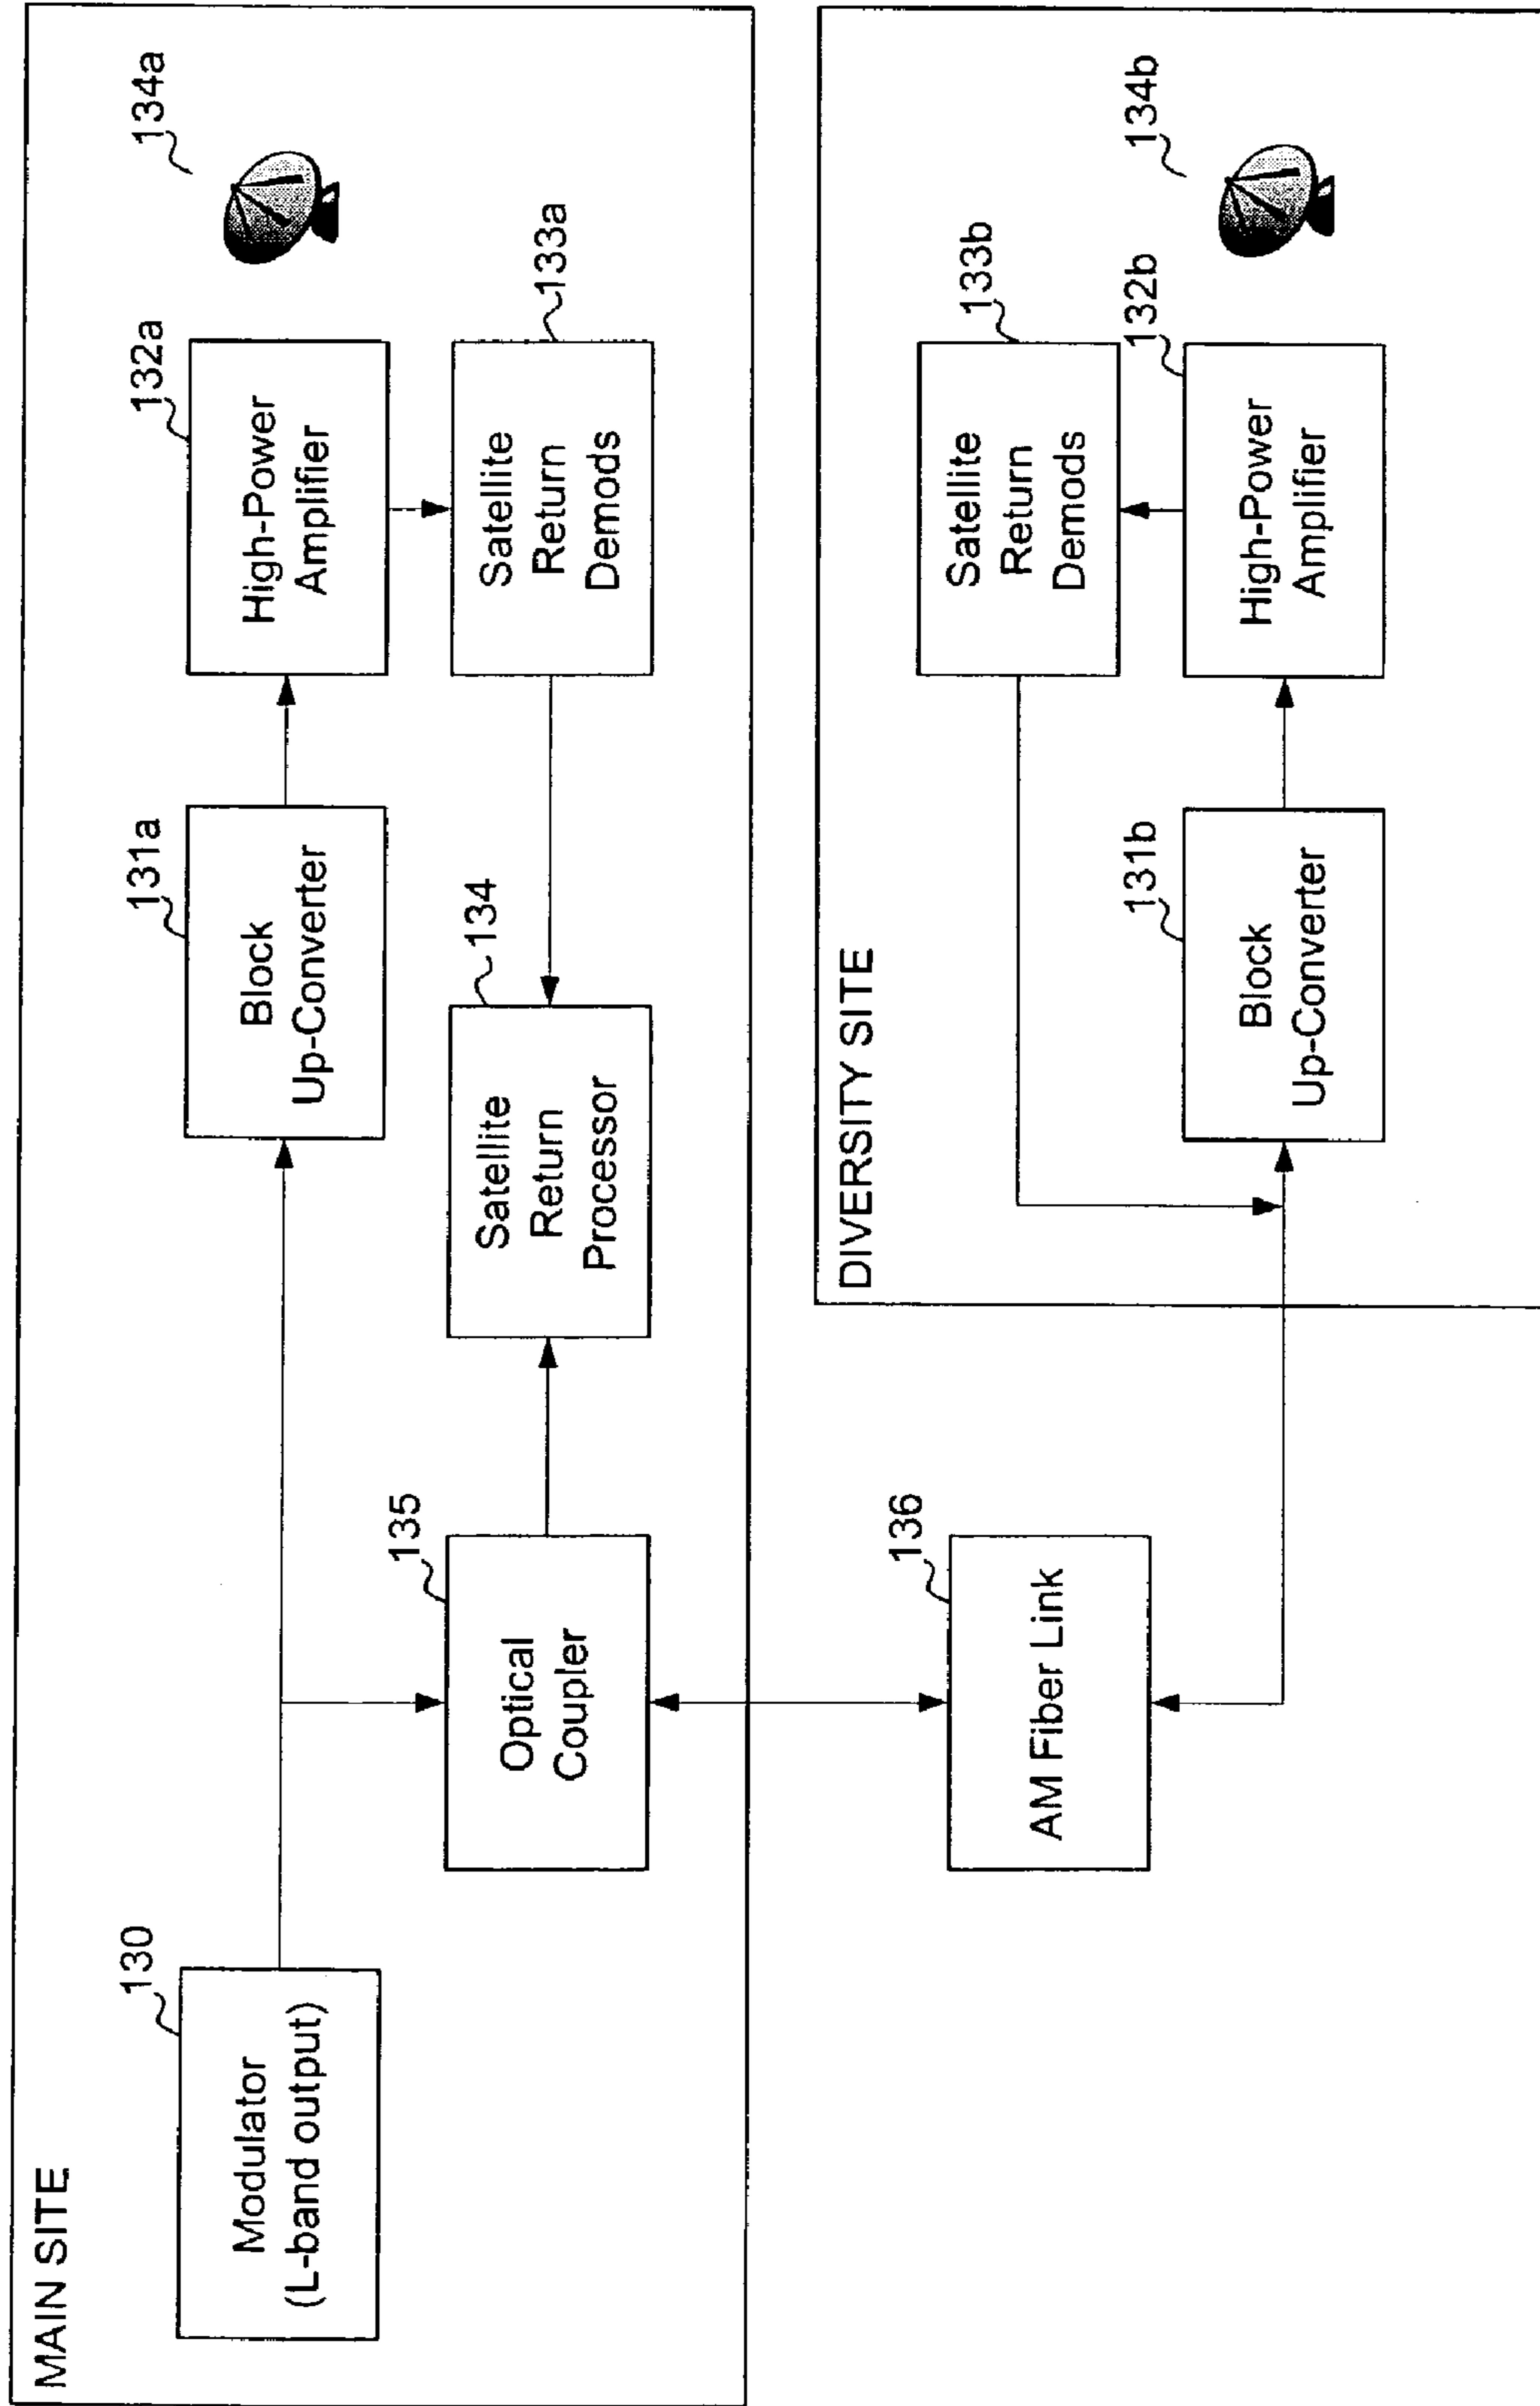 MAIN SITE
130
Modulator
(L-band output)
131a
Block
Up-Converter
132a
High-Power
Amplifier
134a
135
Optical
Coupler
134
Satellite
Return
Processor
133a
Satellite
Return
Demods
136
AM Fiber Link
DIVERSITY SITE
133b
Satellite
Return
Demods
131b
Block
Up-Converter
132b
High-Power
Amplifier
134b